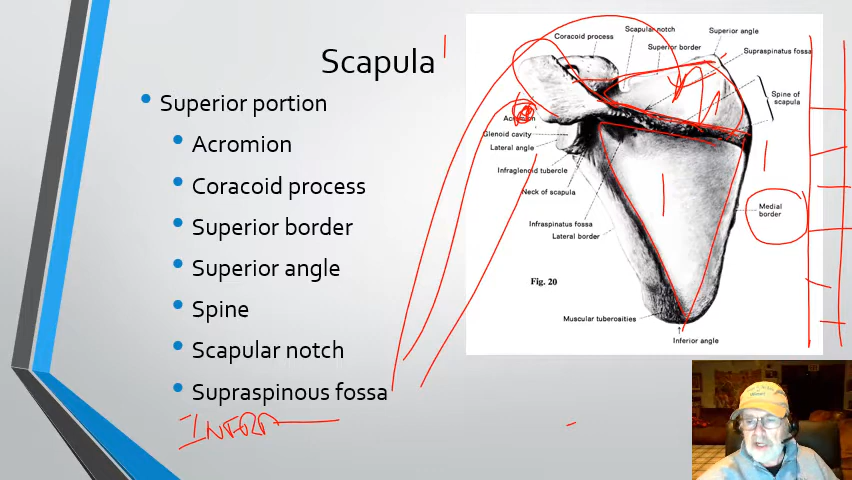 Scapula
Superior portion
Acromion
Coracoid process
Superior border
Superior angle
Spine
Scapular notch
Supraspinous fossa
INFRA
Coracoid process
Scapular notch
Superior border
Superior angle
Supraspinatus fossa
Spine of
scapula
Acromion
Glenoid cavity
Lateral angle
Infraglenoid tubercle
Neck of scapula
Infraspinatus fossa
Lateral border
Medial
border
Fig. 20
Muscular tuberosities
Inferior angle